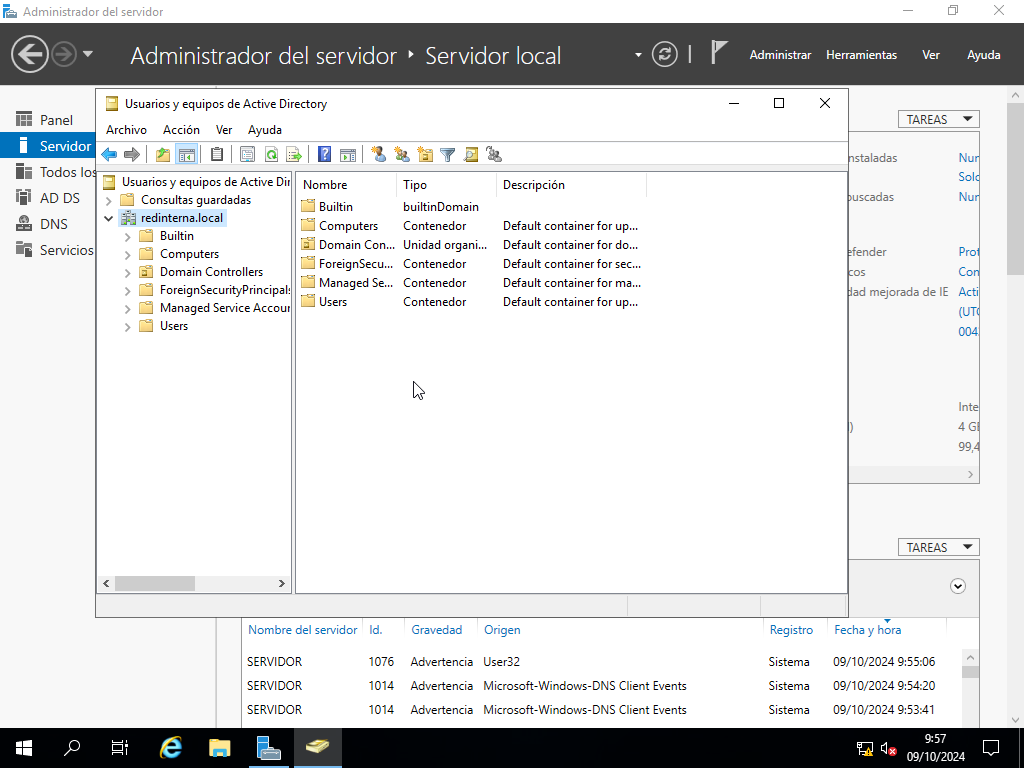 Administrador del servidor
Administrador del servidor
Servidor local
Administrar
Herramientas
Ver
Ayuda
Panel
Servidor
Todos los
AD DS
DNS
Servicios
Usuarios y equipos de Active Directory
Archivo
Acción
Ver
Ayuda
Usuarios y equipos de Active Dir
Consultas guardadas
redinterna.local
Builtin
Computers
Domain Controllers
ForeignSecurityPrincipals
Managed Service Accour
Users
Nombre Tipo Descripción
Builtin builtinDomain
Computers Contenedor Default container for up...
Domain Con... Unidad organi... Default container for do...
ForeignSecu... Contenedor Default container for sec...
Managed Se... Contenedor Default container for ma...
Users Contenedor Default container for up...
TAREAS
nstaladas Nun
Solo
buscadas Nun
efender Prot
cos Con
dad mejorada de IE Acti
(UTC
004
Inte
) 4 GB
99,4
TAREAS
Nombre del servidor Id. Gravedad Origen Registro Fecha y hora
SERVIDOR 1076 Advertencia User32 Sistema 09/10/2024 9:55:06
SERVIDOR 1014 Advertencia Microsoft-Windows-DNS Client Events Sistema 09/10/2024 9:54:20
SERVIDOR 1014 Advertencia Microsoft-Windows-DNS Client Events Sistema 09/10/2024 9:53:41
9:57
09/10/2024